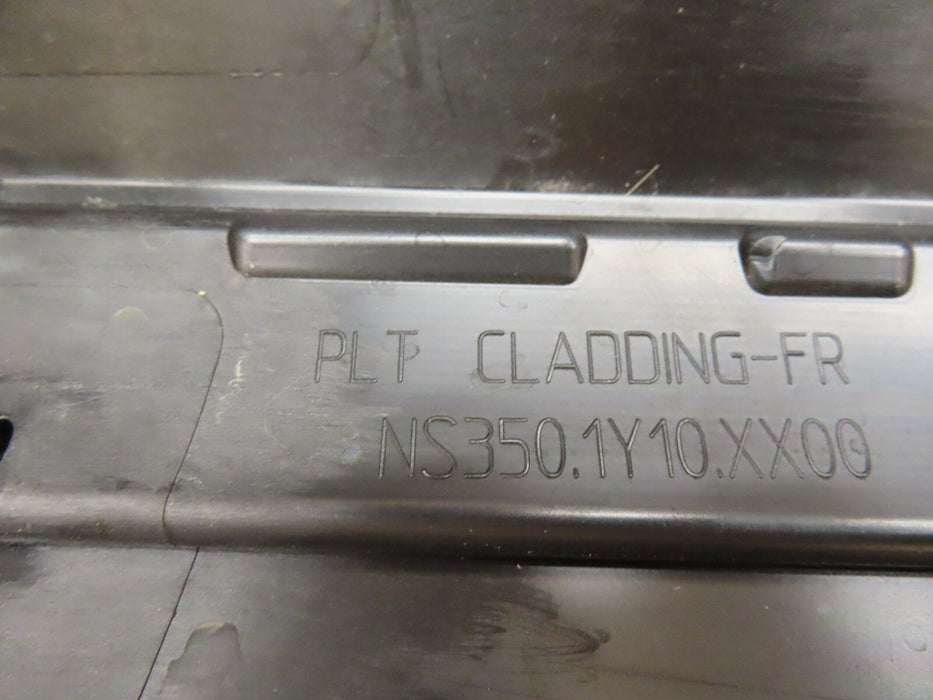 PLT CLADDING-FR
NS350.1Y10.XX00